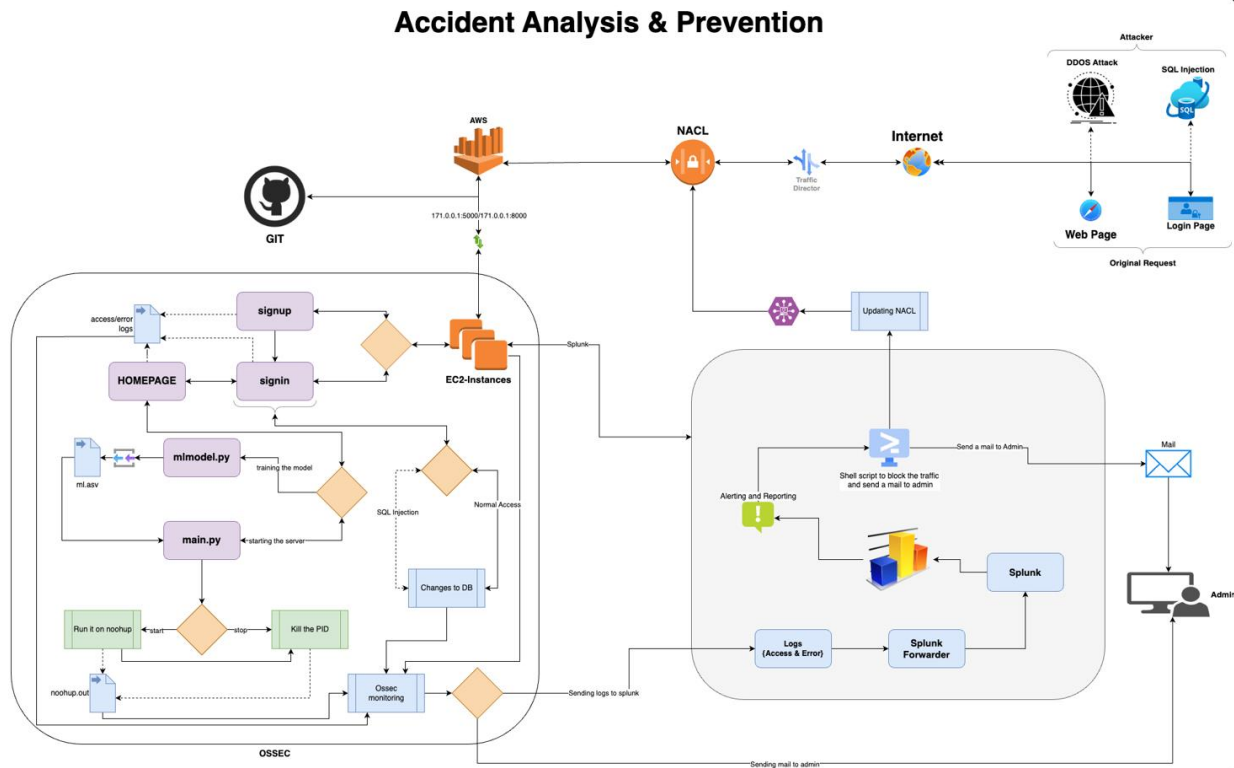 Accident Analysis & Prevention
Attacker
DDOS Attack
SQL Injection
SQL
AWS
NACL
Internet
Traffic
Director
GIT
171.0.0.1:5000/171.0.0.1:8000
Web Page
Login Page
Original Request
access/error
logs
signup
HOMEPAGE
signin
EC2-Instances
Splunk
Updating NACL
mlmodel.py
training the model
ml.asv
main.py
starting the server
SQL Injection
Normal Access
Changes to DB
Run it on noohup
start
stop
Kill the PID
noohup.out
Ossec
monitoring
Sending logs to splunk
OSSEC
Sending mail to admin
Shell script to block the traffic
and send a mail to admin
Send a mail to Admin
Mail
Alerting and Reporting
Splunk
Logs
{Access & Error}
Splunk
Forwarder
Admin